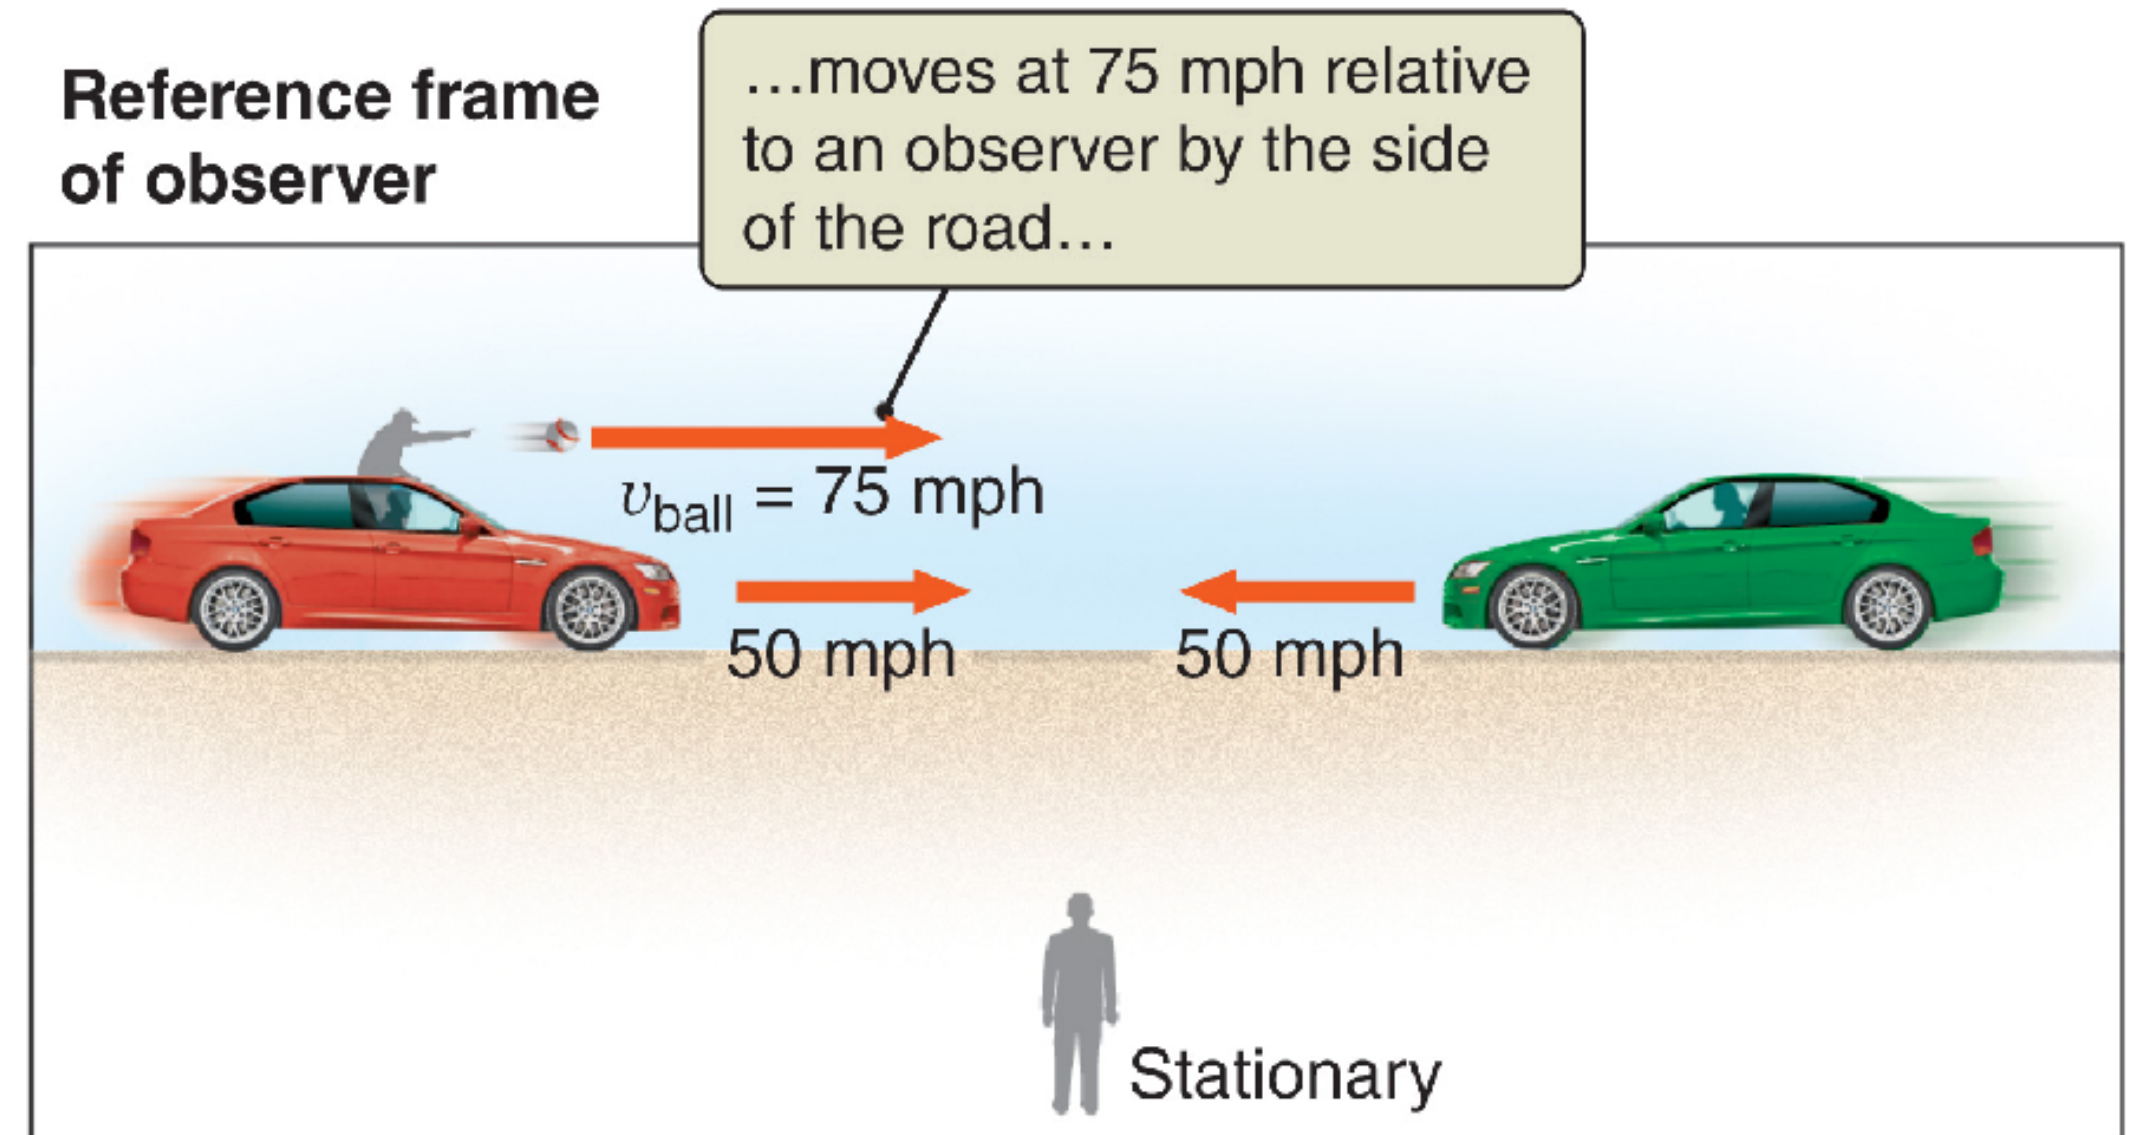 Reference frame
of observer
…moves at 75 mph relative
to an observer by the side
of the road…
v_ball = 75 mph
50 mph
50 mph
Stationary